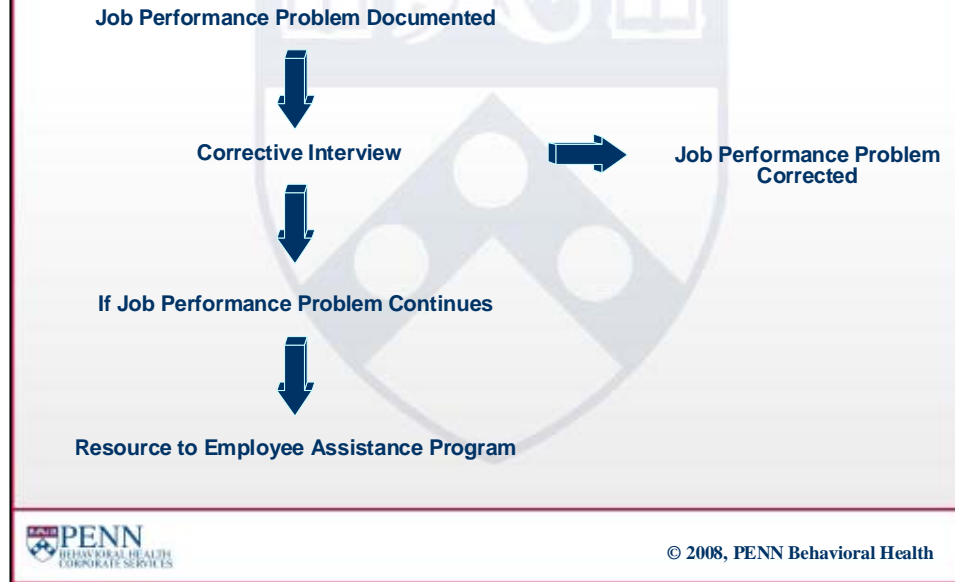 Job Performance Problem Documented
Corrective Interview
Job Performance Problem
Corrected
If Job Performance Problem Continues
Resource to Employee Assistance Program
PENN
BEHAVIORAL HEALTH
CORPORATE SERVICES
© 2008, PENN Behavioral Health